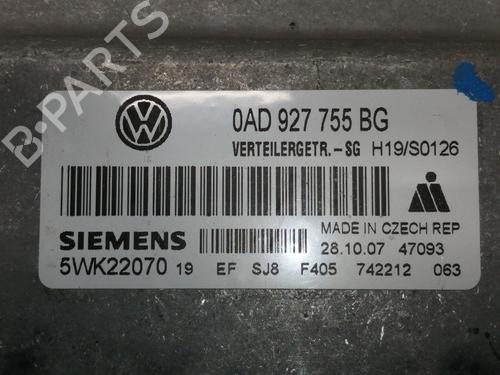 0AD 927 755 BG
VERTEILERGETR.-SG H19/S0126
MADE IN CZECH REP
SIEMENS
28.10.07 47093
5WK22070 19 EF SJ8 F405 742212 063
B-PARTS